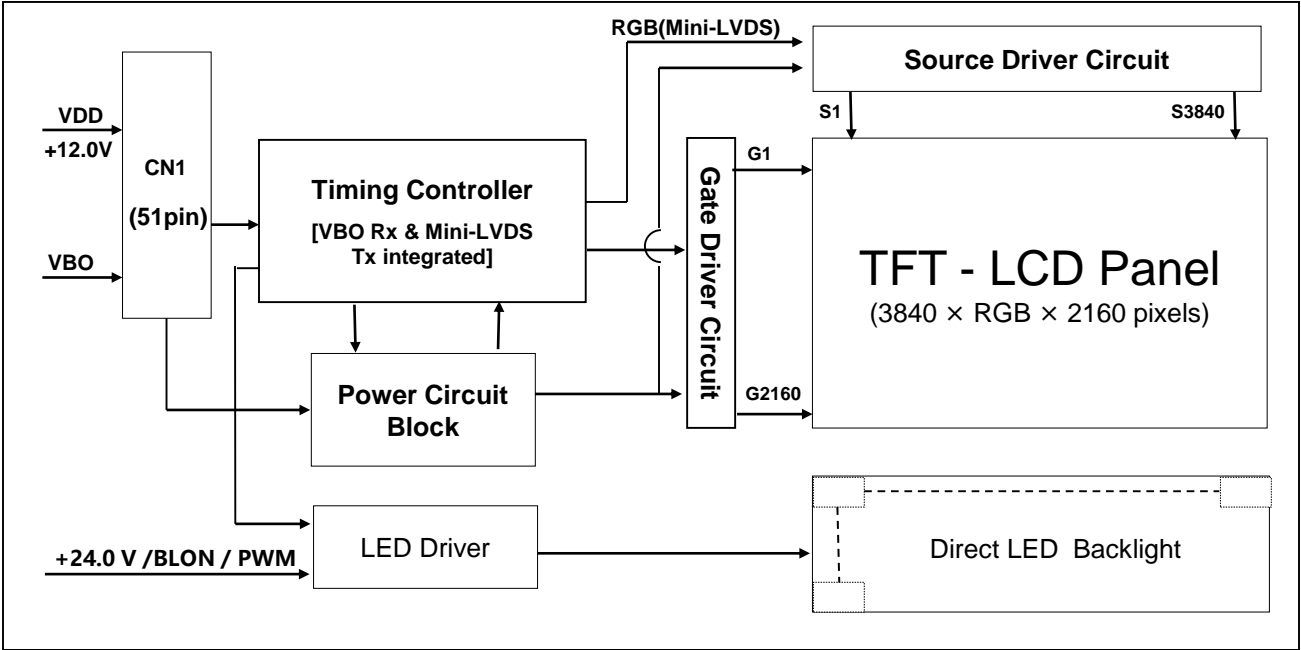 RGB(Mini-LVDS)
Source Driver Circuit
S1
S3840
VDD
+12.0V
CN1
(51pin)
VBO
Timing Controller
[VBO Rx & Mini-LVDS
Tx integrated]
Gate Driver Circuit
G1
G2160
TFT - LCD Panel
(3840 × RGB × 2160 pixels)
Power Circuit
Block
+24.0 V /BLON / PWM
LED Driver
Direct LED Backlight